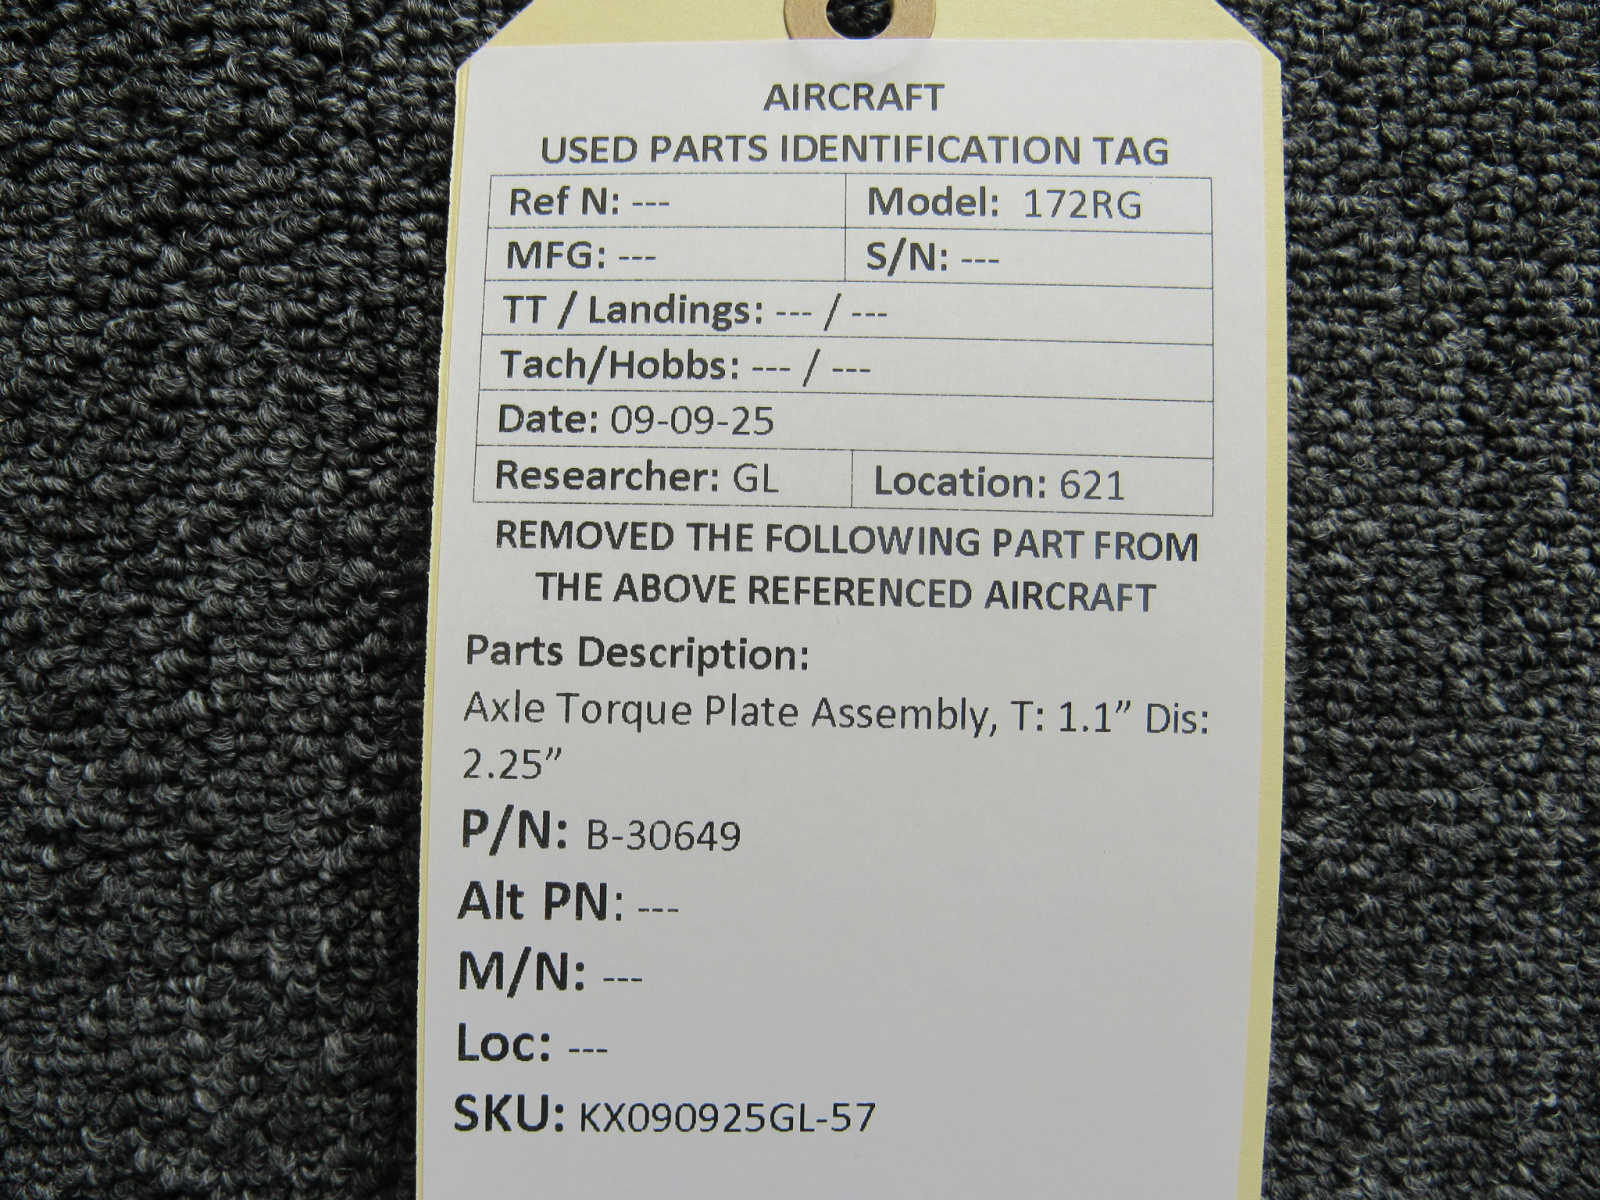 AIRCRAFT
USED PARTS IDENTIFICATION TAG
Ref N: --- Model: 172RG
MFG: --- S/N: ---
TT / Landings: --- / ---
Tach/Hobbs: --- / ---
Date: 09-09-25
Researcher: GL Location: 621
REMOVED THE FOLLOWING PART FROM
THE ABOVE REFERENCED AIRCRAFT
Parts Description:
Axle Torque Plate Assembly, T: 1.1” Dis:
2.25”
P/N: B-30649
Alt PN: ---
M/N: ---
Loc: ---
SKU: KX090925GL-57